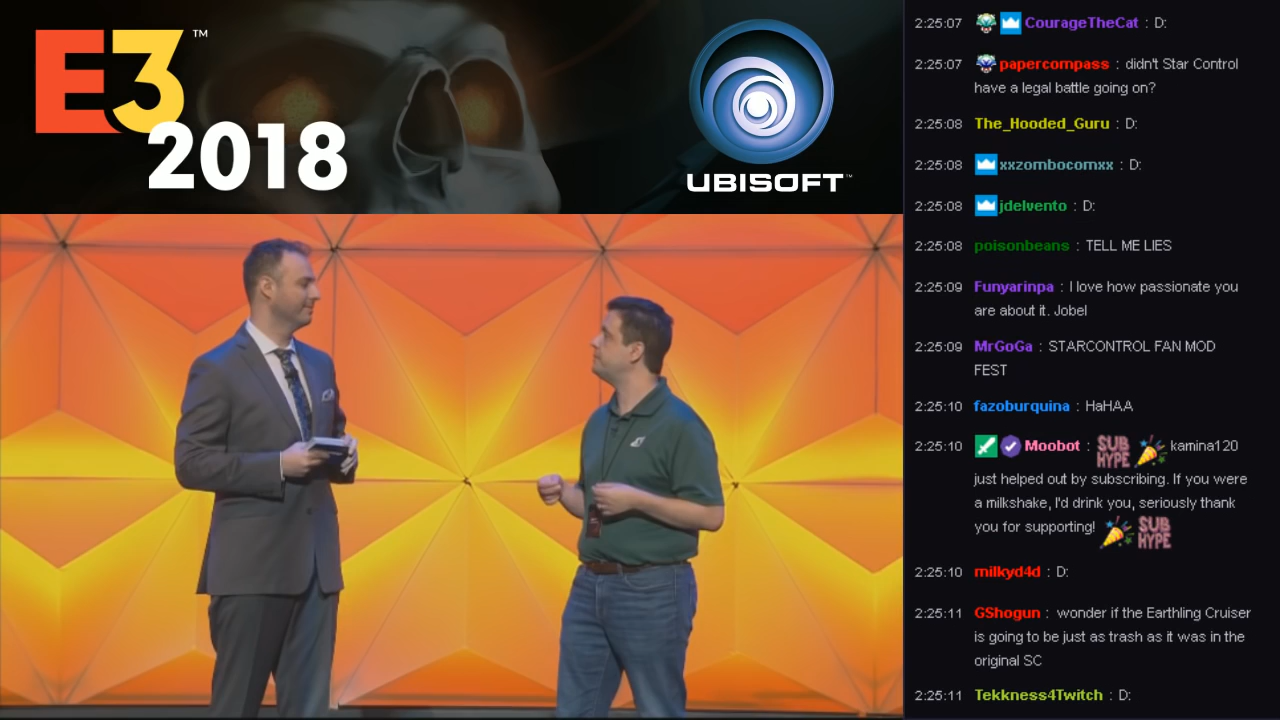 E3™
2018
UBISOFT™
2:25:07 CourageTheCat : D:
2:25:07 papercompass : didn't Star Control
have a legal battle going on?
2:25:08 The_Hooded_Guru : D:
2:25:08 xxzombocomxx : D:
2:25:08 jdelvento : D:
2:25:08 poisonbeans : TELL ME LIES
2:25:09 Funyarinpa : I love how passionate you
are about it. Jobel
2:25:09 MrGoGa : STARCONTROL FAN MOD
FEST
2:25:10 fazoburquina : HaHAA
2:25:10 Moobot : SUB HYPE kamina120
just helped out by subscribing. If you were
a milkshake, I'd drink you, seriously thank
you for supporting! SUB HYPE
2:25:10 milkyd4d : D:
2:25:11 GShogun : wonder if the Earthling Cruiser
is going to be just as trash as it was in the
original SC
2:25:11 Tekkness4Twitch : D: